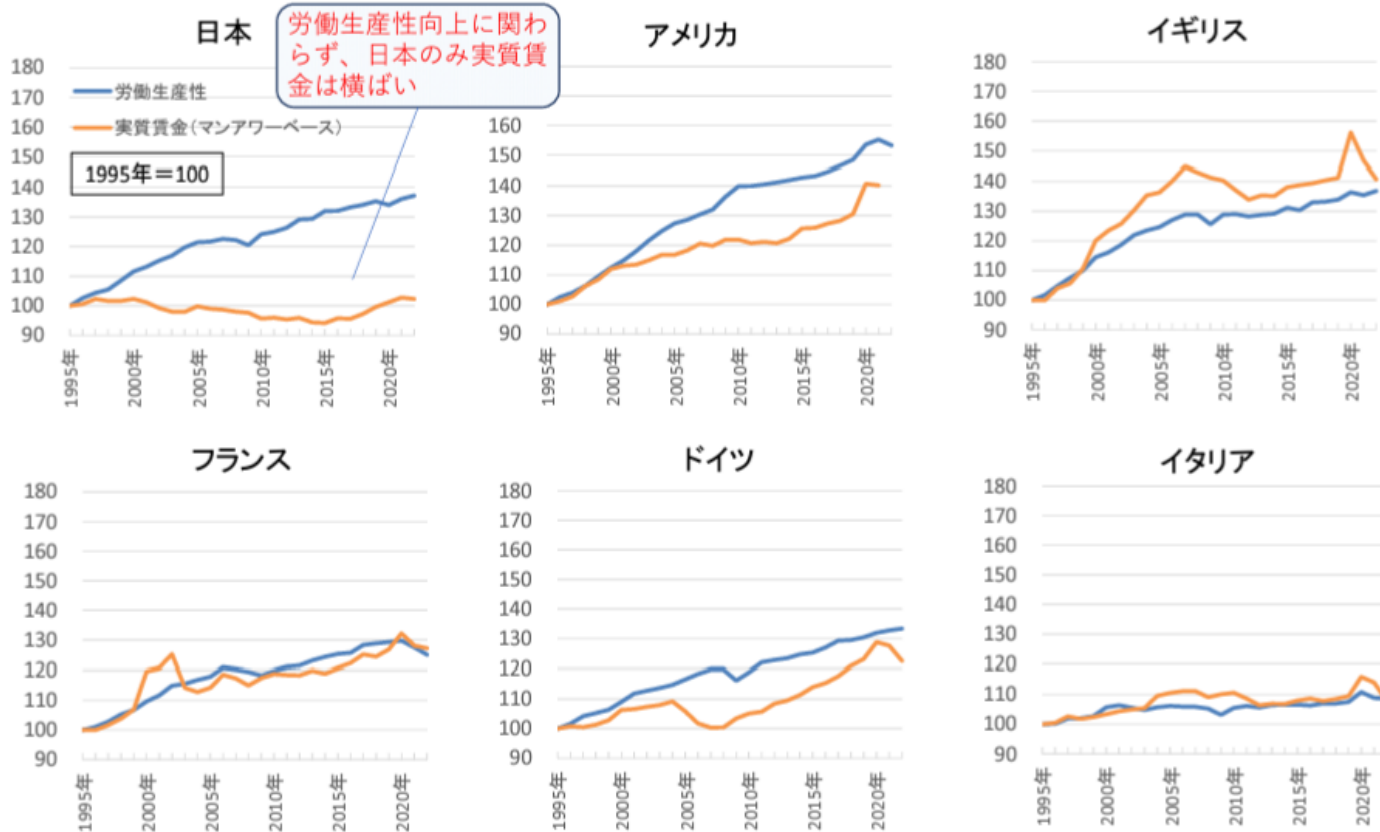 日本
労働生産性向上に関わ
らず、日本のみ実質賃
金は横ばい
180
170
160
150
140
130
120
110
100
90
労働生産性
実質賃金（マンアワーベース）
1995年＝100
1995年
2000年
2005年
2010年
2015年
2020年
アメリカ
160
150
140
130
120
110
100
90
1995年
2000年
2005年
2010年
2015年
2020年
イギリス
180
170
160
150
140
130
120
110
100
90
1995年
2000年
2005年
2010年
2015年
2020年
フランス
180
170
160
150
140
130
120
110
100
90
1995年
2000年
2005年
2010年
2015年
2020年
ドイツ
180
170
160
150
140
130
120
110
100
90
1995年
2000年
2005年
2010年
2015年
2020年
イタリア
180
170
160
150
140
130
120
110
100
90
1995年
2000年
2005年
2010年
2015年
2020年